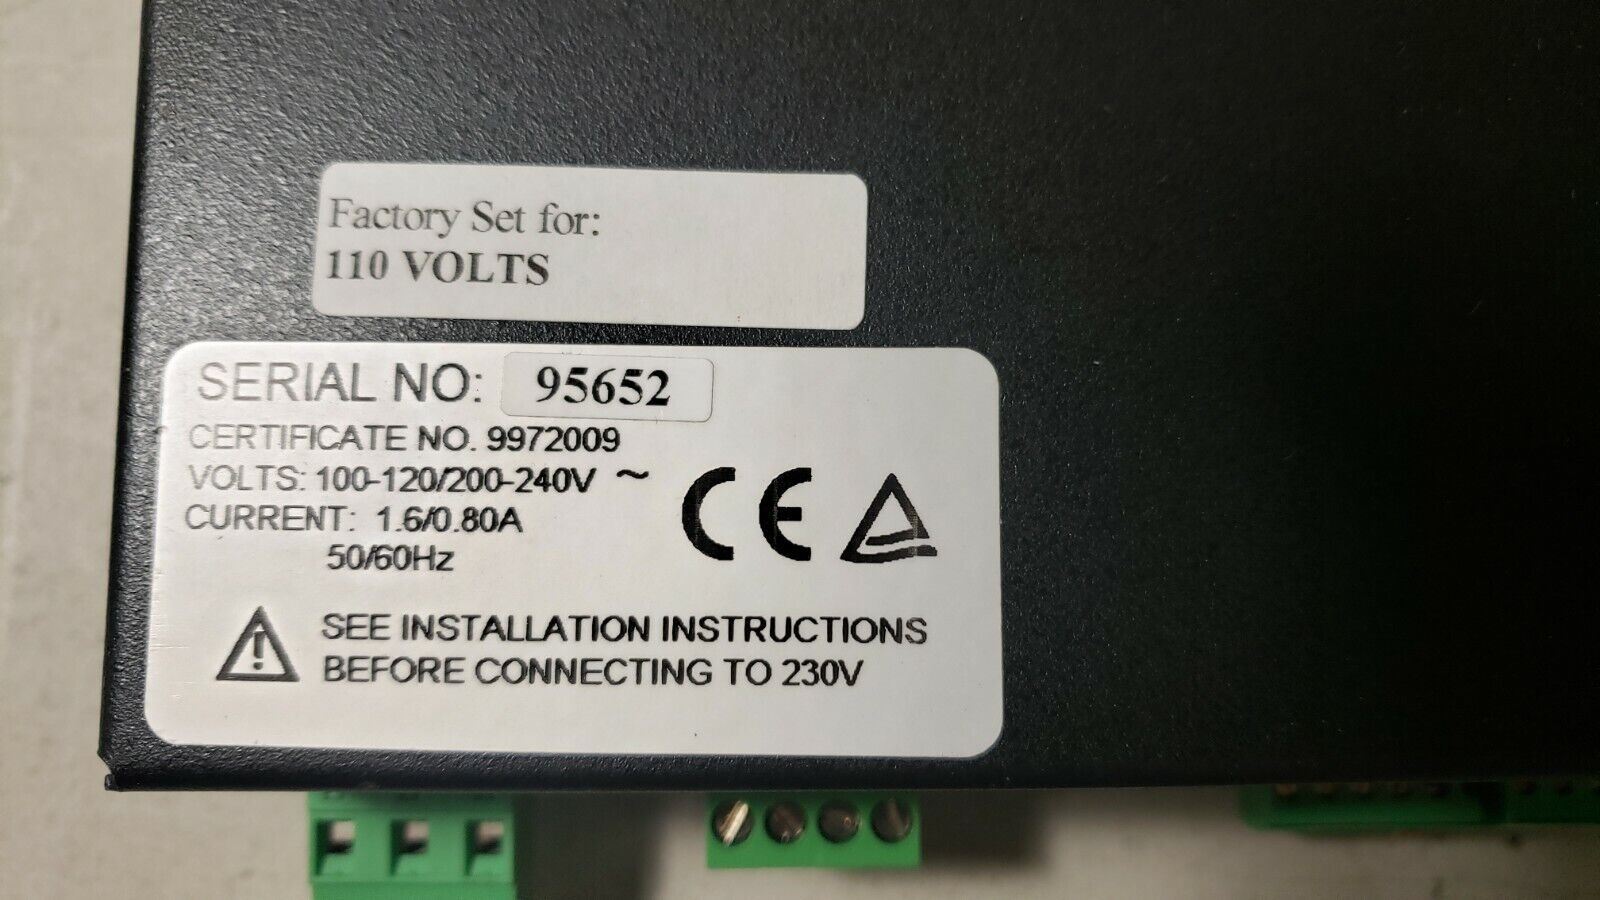 Factory Set for:
110 VOLTS
SERIAL NO: 95652
CERTIFICATE NO. 9972009
VOLTS: 100-120/200-240V ~
CURRENT: 1.6/0.80A
50/60Hz
CE
SEE INSTALLATION INSTRUCTIONS
BEFORE CONNECTING TO 230V